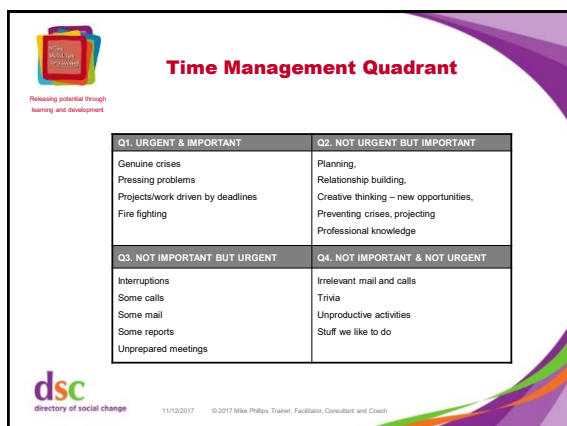 Mike
Phillips
Training
Releasing potential through
learning and development
Time Management Quadrant
Q1. URGENT & IMPORTANT
Genuine crises
Pressing problems
Projects/work driven by deadlines
Fire fighting
Q2. NOT URGENT BUT IMPORTANT
Planning,
Relationship building,
Creative thinking – new opportunities,
Preventing crises, projecting
Professional knowledge
Q3. NOT IMPORTANT BUT URGENT
Interruptions
Some calls
Some mail
Some reports
Unprepared meetings
Q4. NOT IMPORTANT & NOT URGENT
Irrelevant mail and calls
Trivia
Unproductive activities
Stuff we like to do
dsc
directory of social change
11/12/2017 © 2017 Mike Phillips Trainer, Facilitator, Consultant and Coach